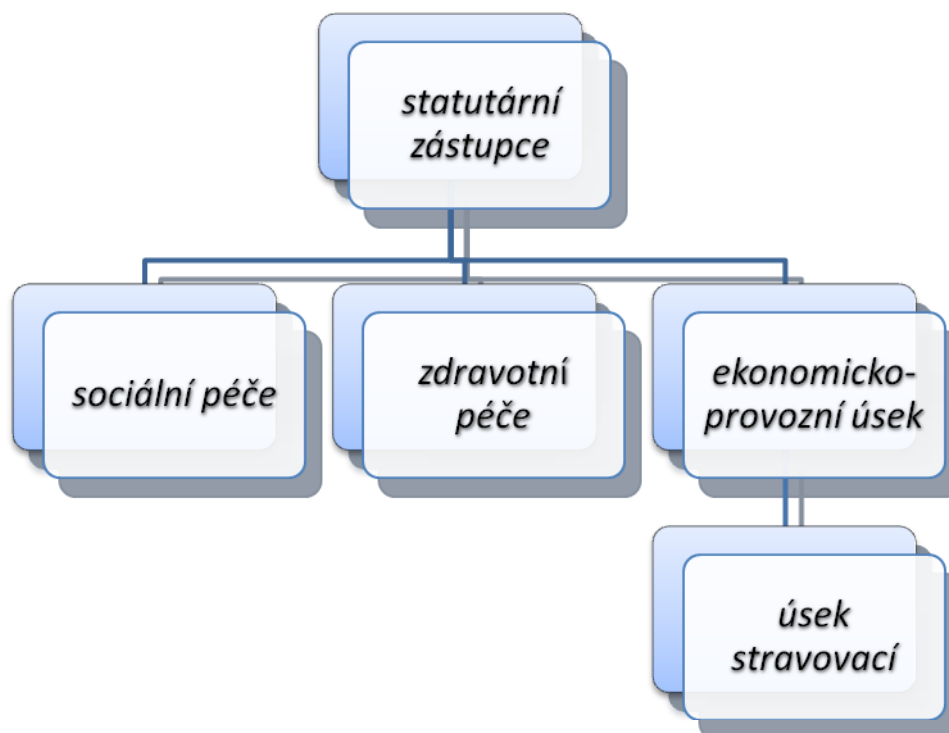 statutární
zástupce
sociální péče
zdravotní
péče
ekonomicko-
provozní úsek
úsek
stravovací